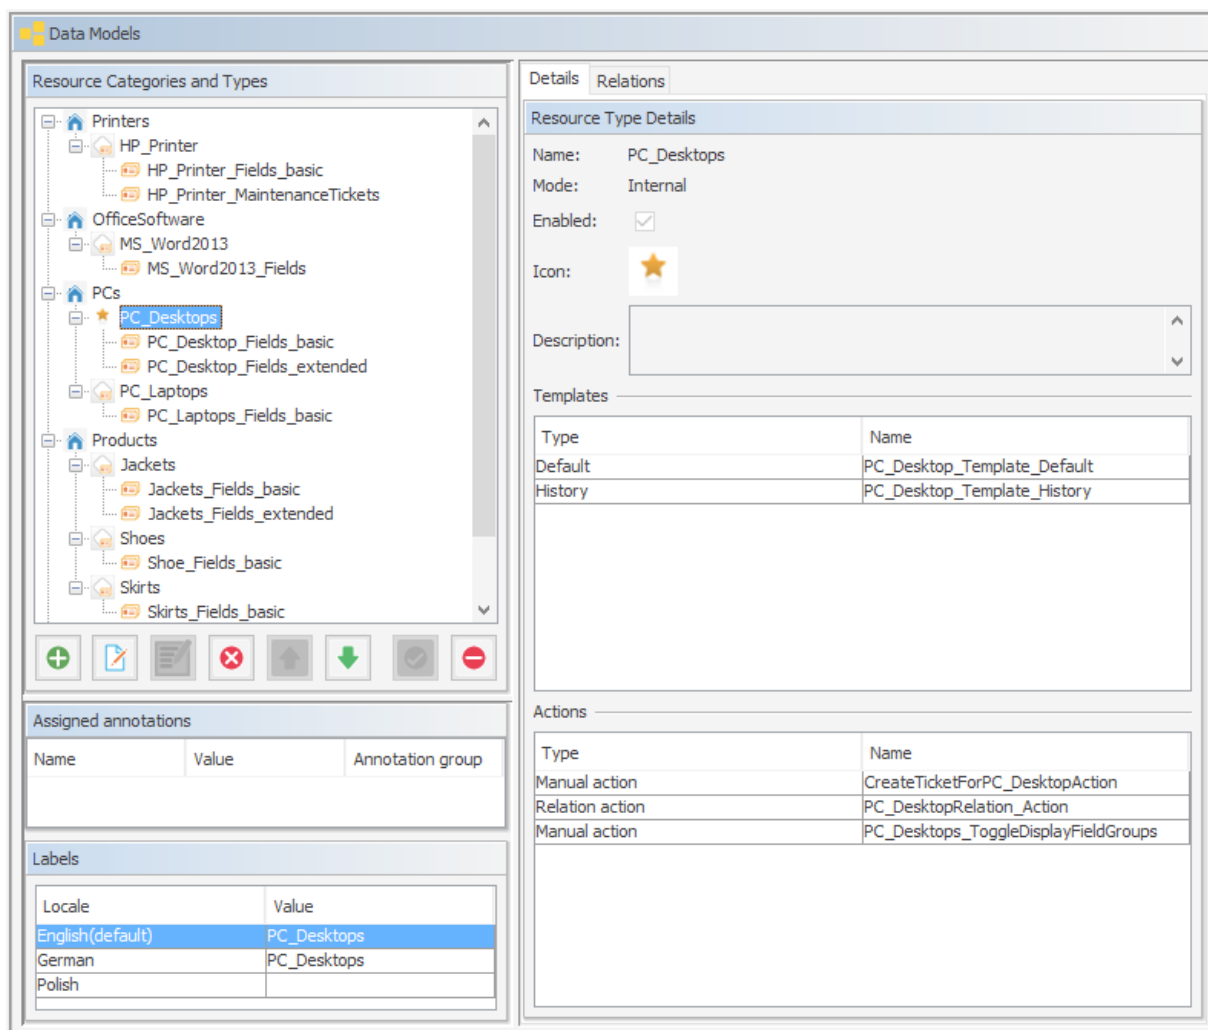 Data Models
Resource Categories and Types
Printers
HP_Printer
HP_Printer_Fields_basic
HP_Printer_MaintenanceTickets
OfficeSoftware
MS_Word2013
MS_Word2013_Fields
PCs
PC_Desktops
PC_Desktop_Fields_basic
PC_Desktop_Fields_extended
PC_Laptops
PC_Laptops_Fields_basic
Products
Jackets
Jackets_Fields_basic
Jackets_Fields_extended
Shoes
Shoe_Fields_basic
Skirts
Skirts_Fields_basic
Assigned annotations
Name Value Annotation group
Labels
Locale Value
English(default) PC_Desktops
German PC_Desktops
Polish
Details Relations
Resource Type Details
Name: PC_Desktops
Mode: Internal
Enabled:
Icon:
Description:
Templates
Type Name
Default PC_Desktop_Template_Default
History PC_Desktop_Template_History
Actions
Type Name
Manual action CreateTicketForPC_DesktopAction
Relation action PC_DesktopRelation_Action
Manual action PC_Desktops_ToggleDisplayFieldGroups